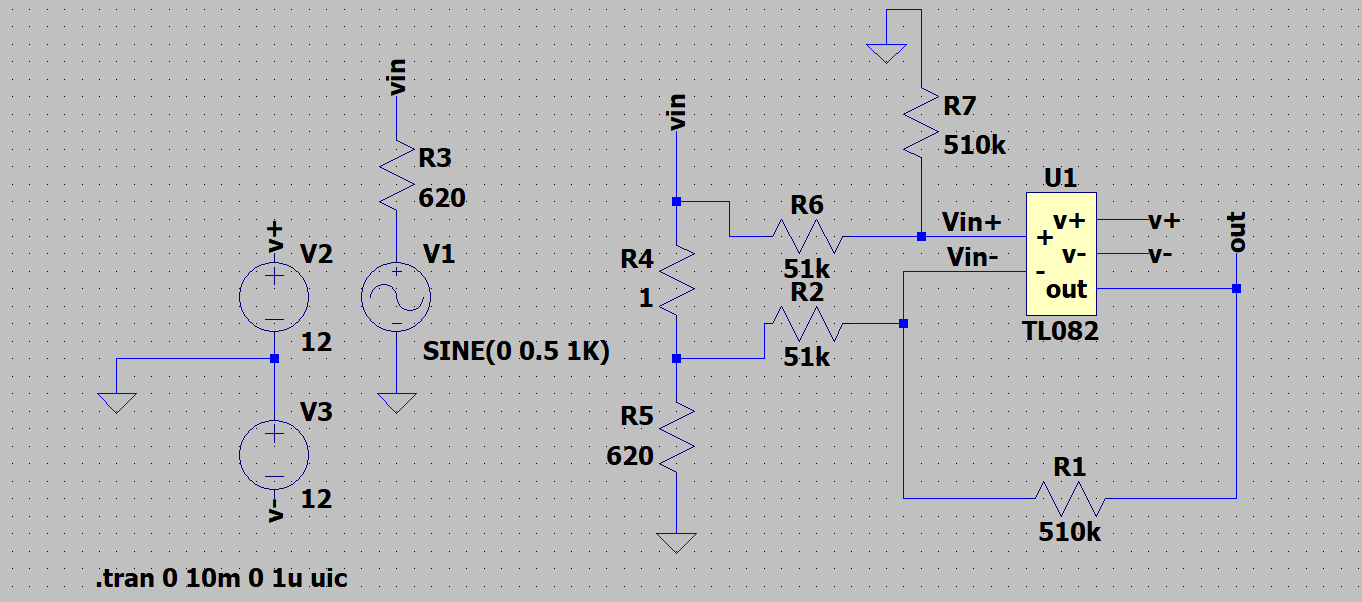 vin
R3
620
v+
V2
12
V1
SINE(0 0.5 1K)
V3
12
v-
.tran 0 10m 0 1u uic
vin
R4
1
R5
620
R6
51k
R2
51k
R7
510k
Vin+
Vin-
U1
+
-
v+
v-
out
TL082
v+
v-
out
R1
510k